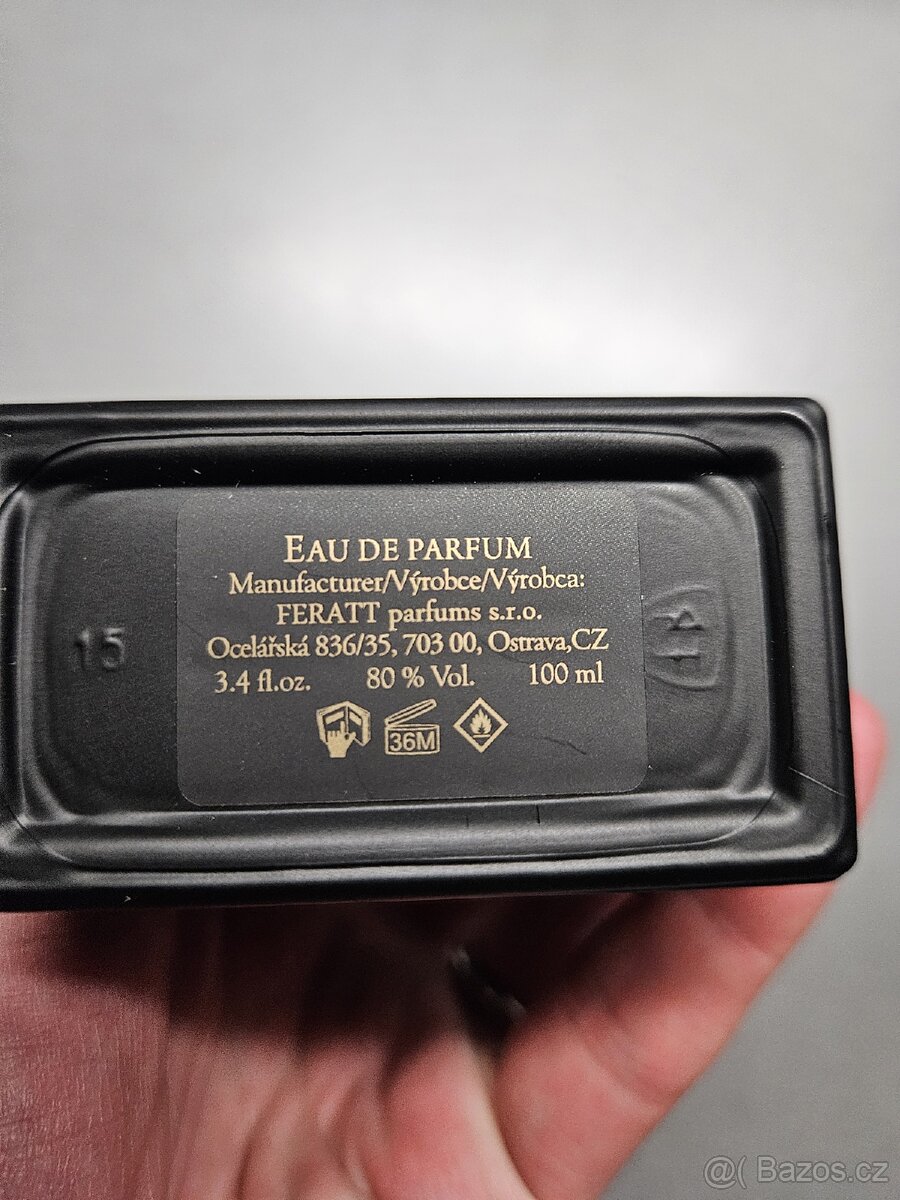 EAU DE PARFUM
Manufacturer/Výrobce/Výrobca:
FERATT parfums s.r.o.
Ocelářská 836/35, 703 00, Ostrava,CZ
3.4 fl.oz. 80 % Vol. 100 ml
36M
15
@( Bazos.cz